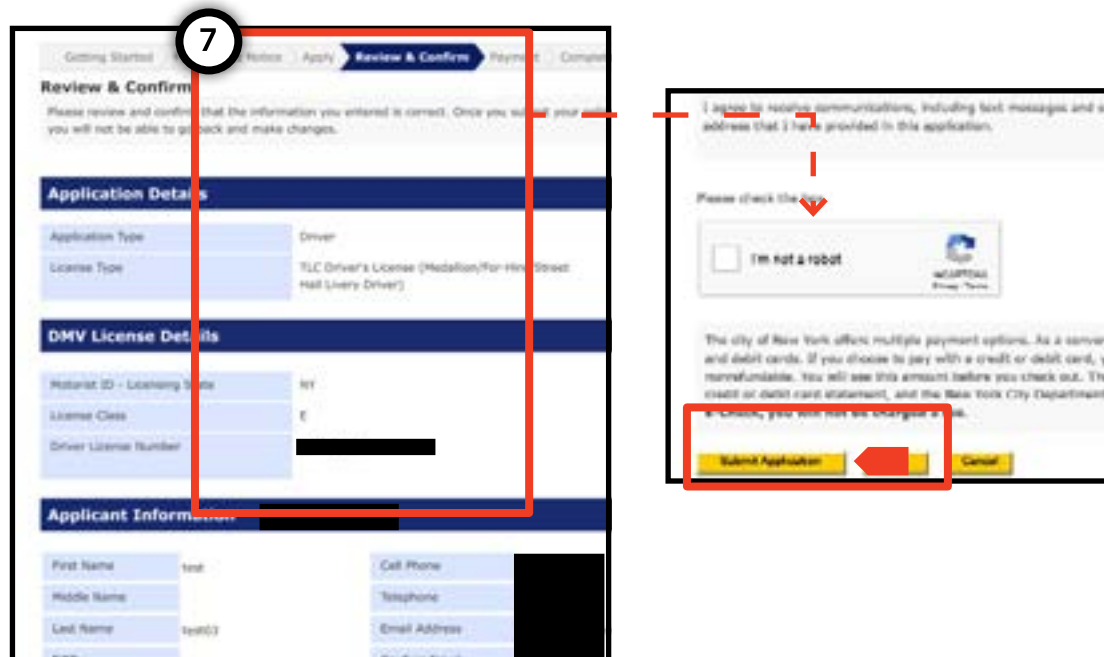 7
Getting Started Notice Apply Review & Confirm Payment Complete
Review & Confirm
Please review and confirm that the information you entered is correct. Once you submit your
you will not be able to go back and make changes.
Application Details
Application Type Driver
License Type TLC Driver's License (Medallion/For-Hire/Street
Hail Livery Driver)
DMV License Details
Motorist ID - Licensing State NY
License Class E
Driver License Number
Applicant Information
First Name test Cell Phone
Middle Name Telephone
Last Name test03 Email Address
I agree to receive communications, including text messages and
address that I have provided in this application.
Please check the box
I'm not a robot
reCAPTCHA
Privacy - Terms
The city of New York offers multiple payment options. As a
and debit cards. If you choose to pay with a credit or debit card,
nonrefundable. You will see this amount before you check out.
credit or debit card statement, and the New York City Department
e-Check, you will not be charged a fee.
Submit Application Cancel